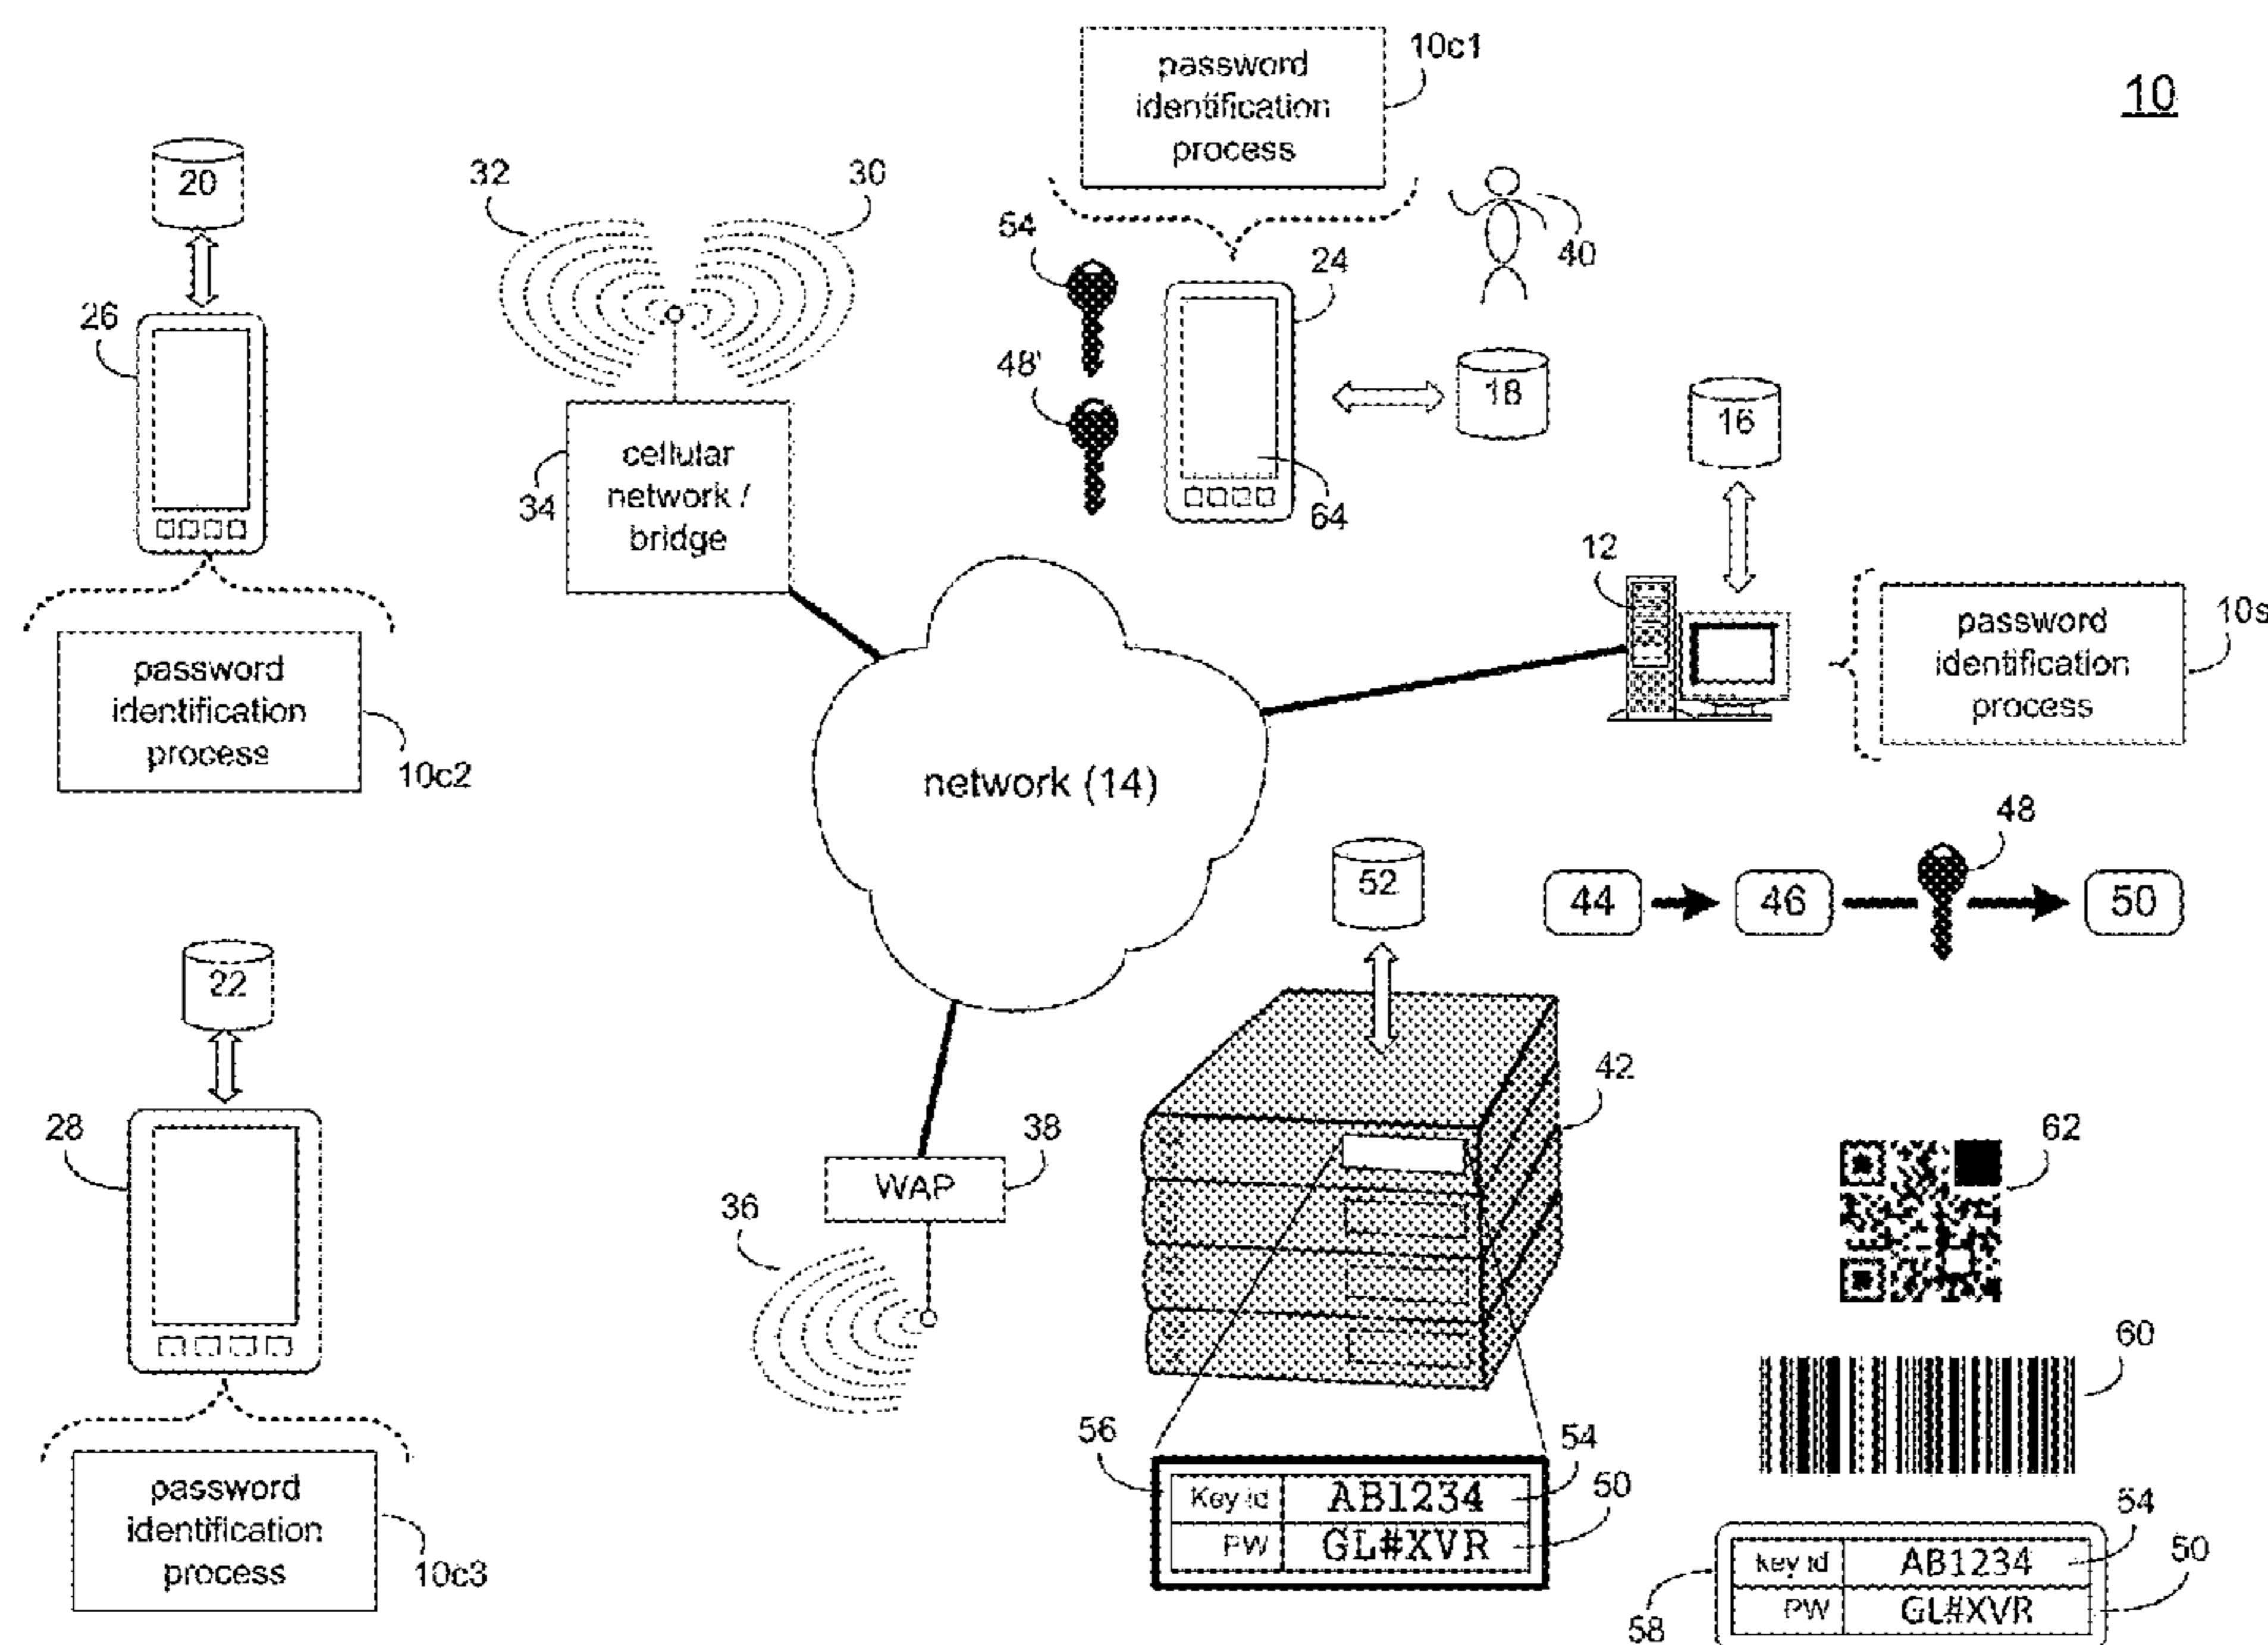 10
10c1
password
identification
process
20
32
30
54
24
40
26
48'
18
16
cellular
network /
bridge
34
64
12
password
identification
process
10s
password
identification
process
10c2
network (14)
48
52
44
46
50
22
42
28
38
62
WAP
36
60
56
54
50
Key id
AB1234
PW
GL#XVR
54
50
key id
AB1234
PW
GL#XVR
58
password
identification
process
10c3